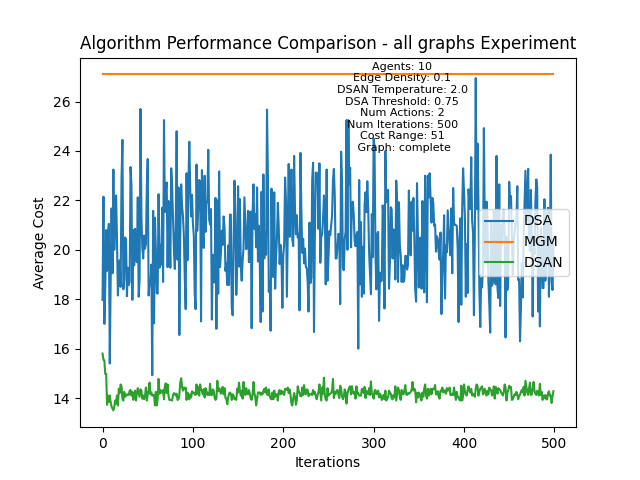 Algorithm Performance Comparison - all graphs Experiment
Agents: 10
Edge Density: 0.1
DSAN Temperature: 2.0
DSA Threshold: 0.75
Num Actions: 2
Num Iterations: 500
Cost Range: 51
Graph: complete
26
24
22
20
18
16
14
Average Cost
DSA
MGM
DSAN
0
100
200
300
400
500
Iterations